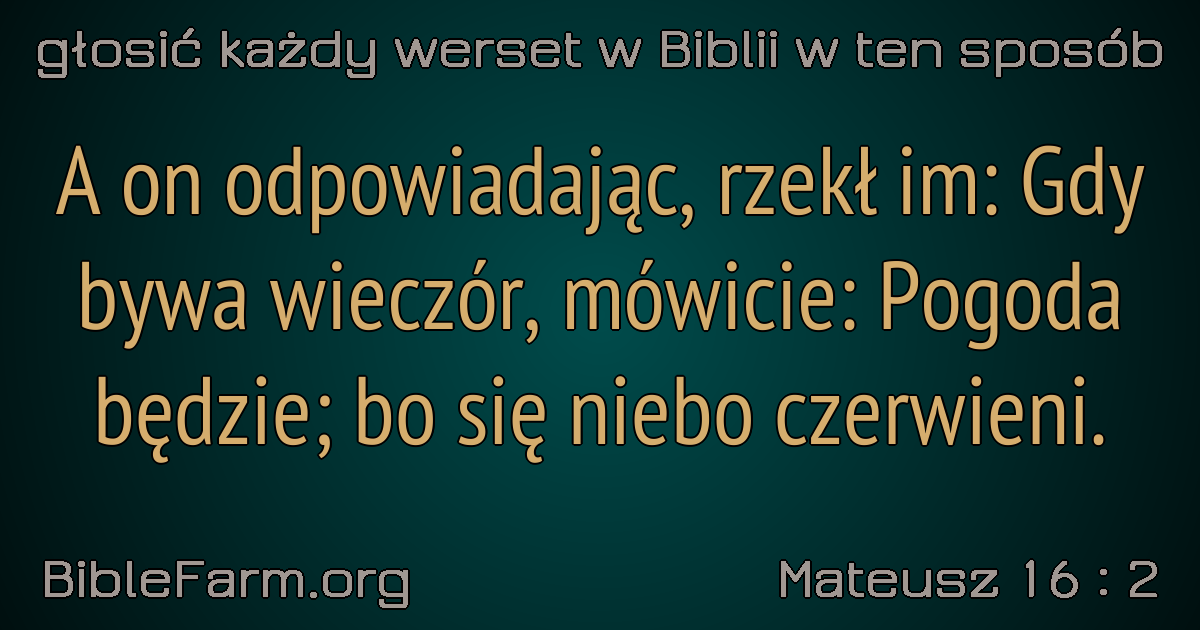 głosić każdy werset w Biblii w ten sposób
A on odpowiadając, rzekł im: Gdy
bywa wieczór, mówicie: Pogoda
będzie; bo się niebo czerwieni.
BibleFarm.org
Mateusz 16 : 2